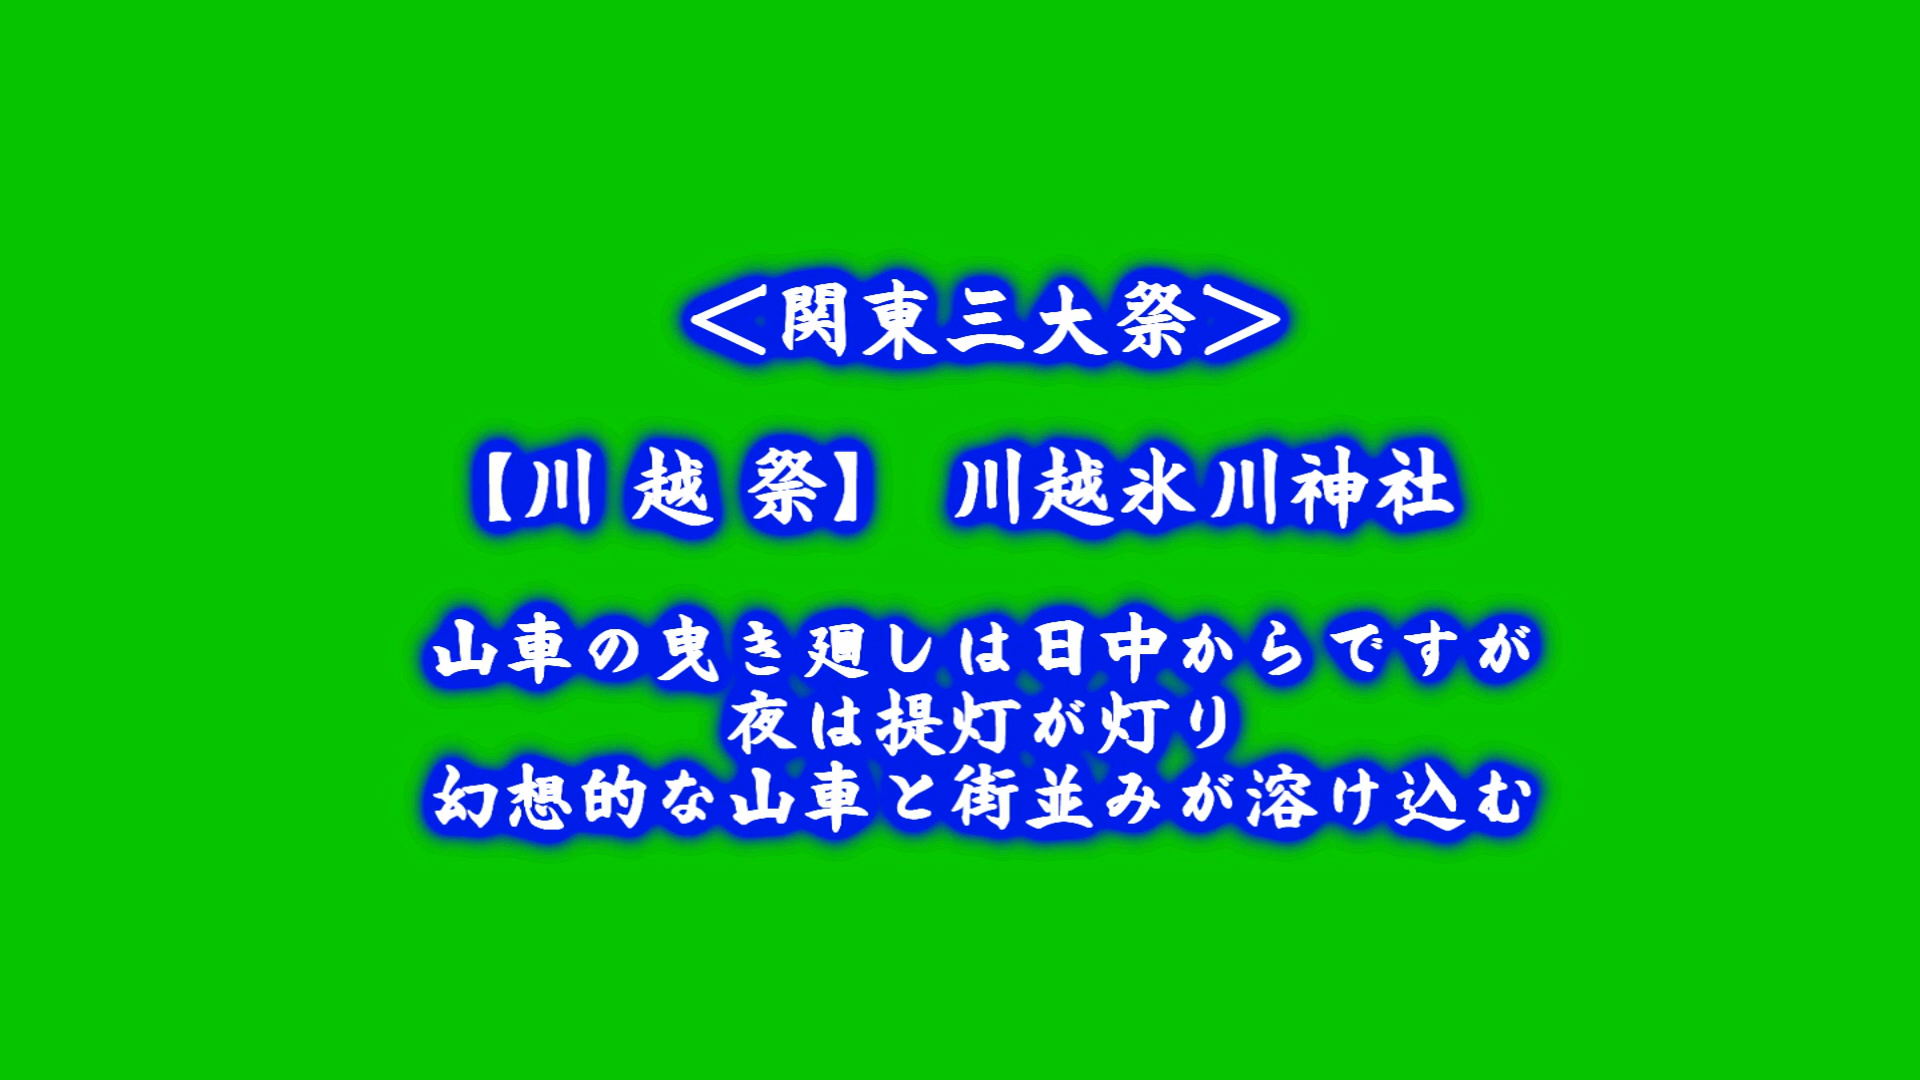 ＜関東三大祭＞
【川 越 祭】　川越氷川神社
山車の曳き廻しは日中からですが
夜は提灯が灯り
幻想的な山車と街並みが溶け込む